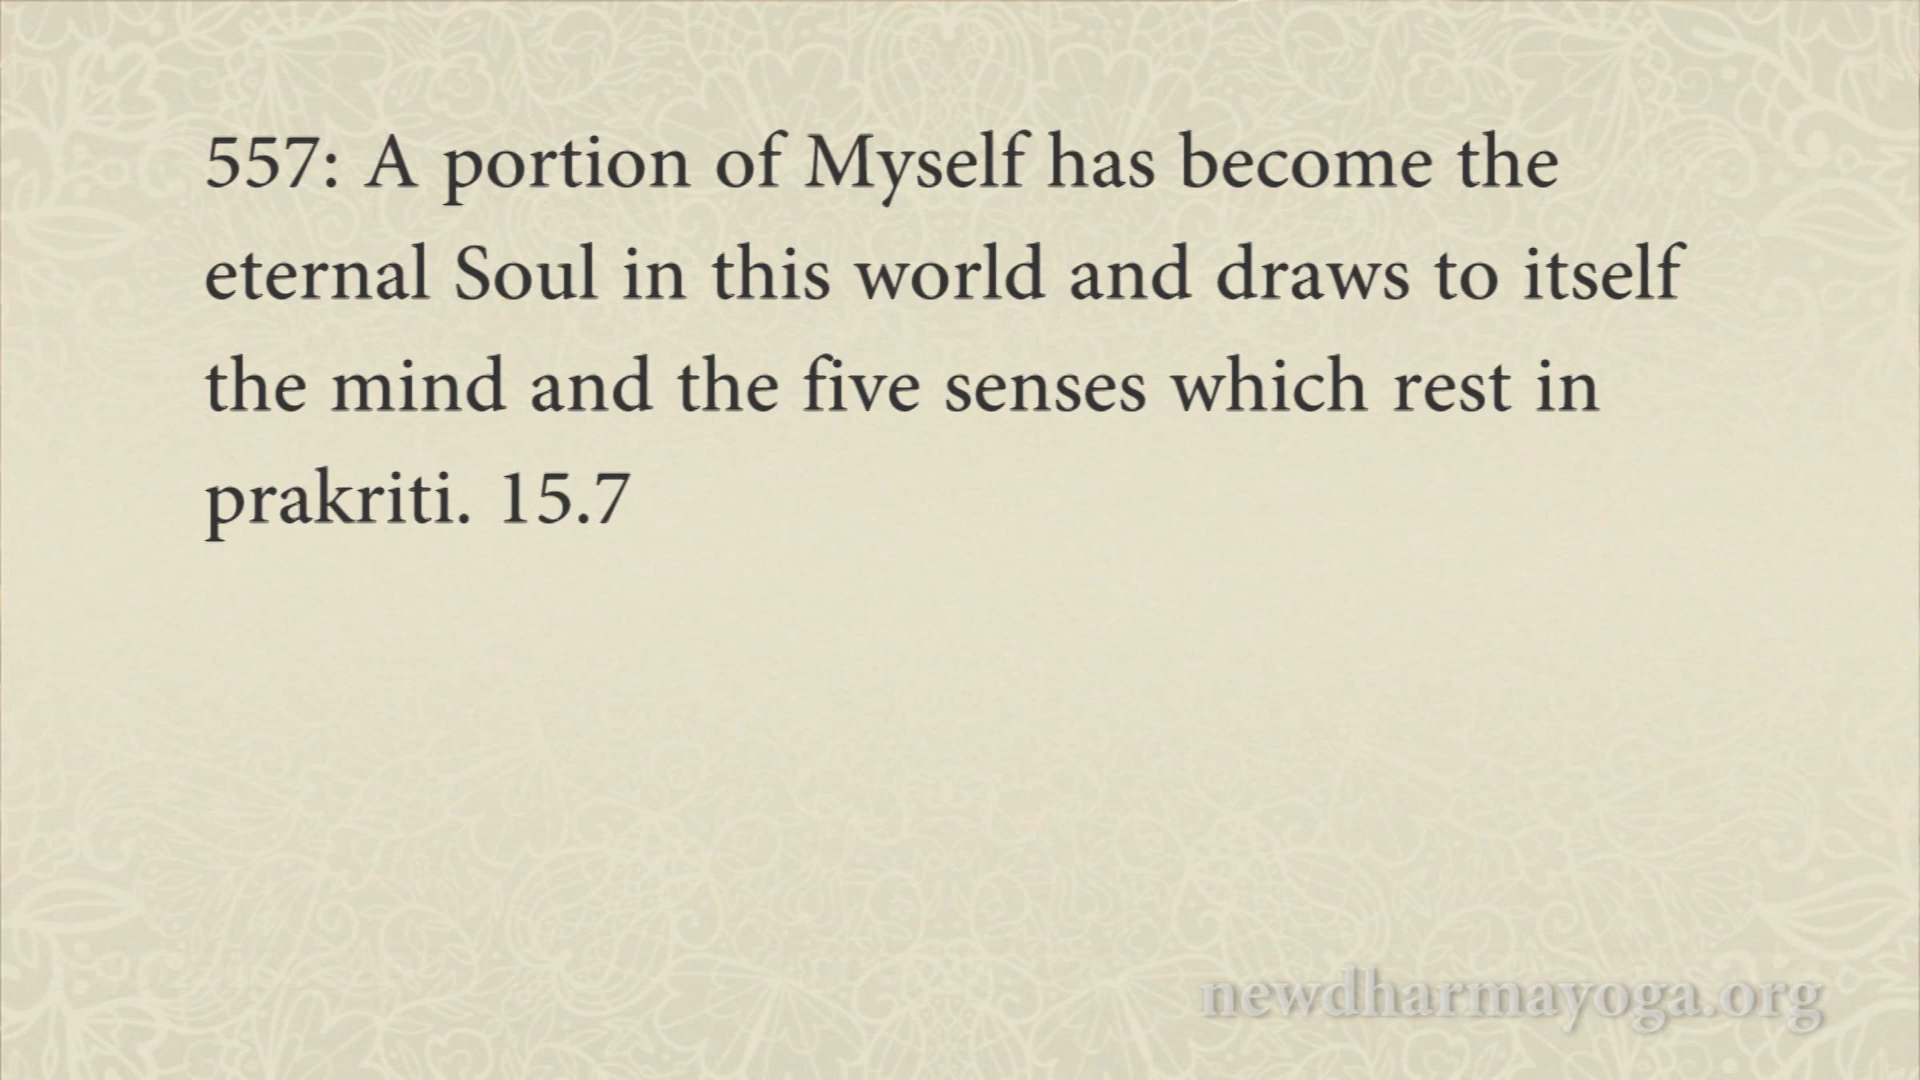 557: A portion of Myself has become the
eternal Soul in this world and draws to itself
the mind and the five senses which rest in
prakriti. 15.7
newdharmayoga.org